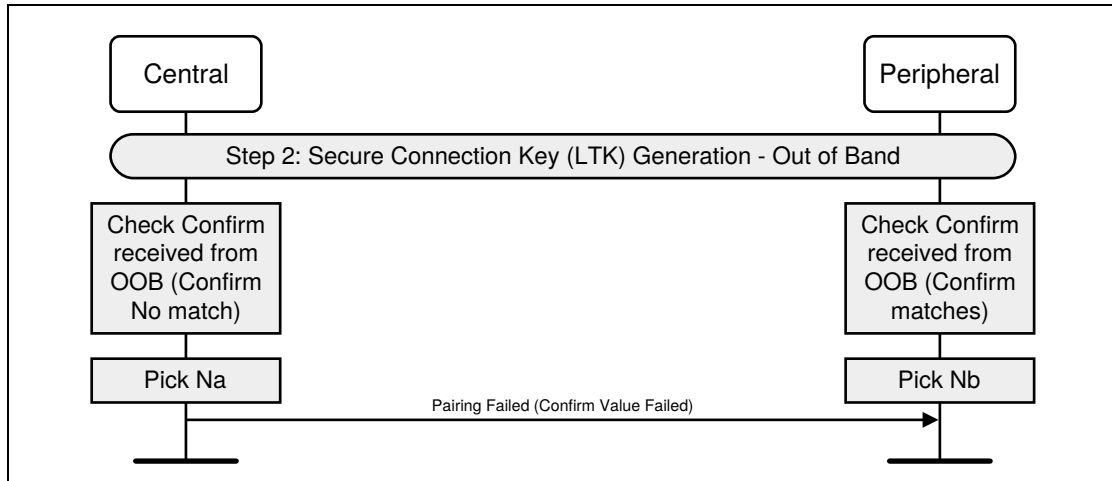 Central
Peripheral
Step 2: Secure Connection Key (LTK) Generation - Out of Band
Check Confirm
received from
OOB (Confirm
No match)
Check Confirm
received from
OOB (Confirm
matches)
Pick Na
Pick Nb
Pairing Failed (Confirm Value Failed)